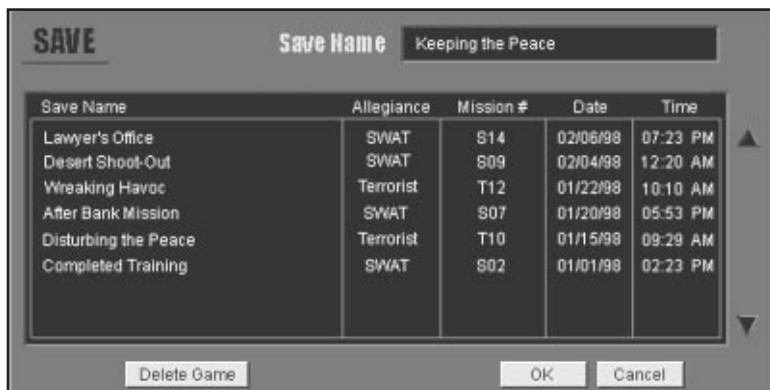 SAVE Save Name Keeping the Peace
Save Name Allegiance Mission # Date Time
Lawyer's Office SWAT S14 02/06/98 07:23 PM
Desert Shoot-Out SWAT S09 02/04/98 12:20 AM
Wreaking Havoc Terrorist T12 01/22/98 10:10 AM
After Bank Mission SWAT S07 01/20/98 05:53 PM
Disturbing the Peace Terrorist T10 01/15/98 09:29 AM
Completed Training SWAT S02 01/01/98 02:23 PM
Delete Game OK Cancel